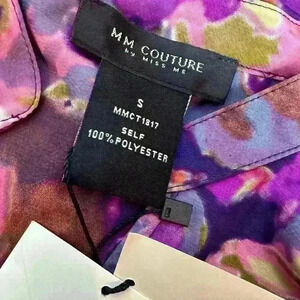 MM COUTURE
by MISS ME
S
MMCT1817
SELF
100% POLYESTER